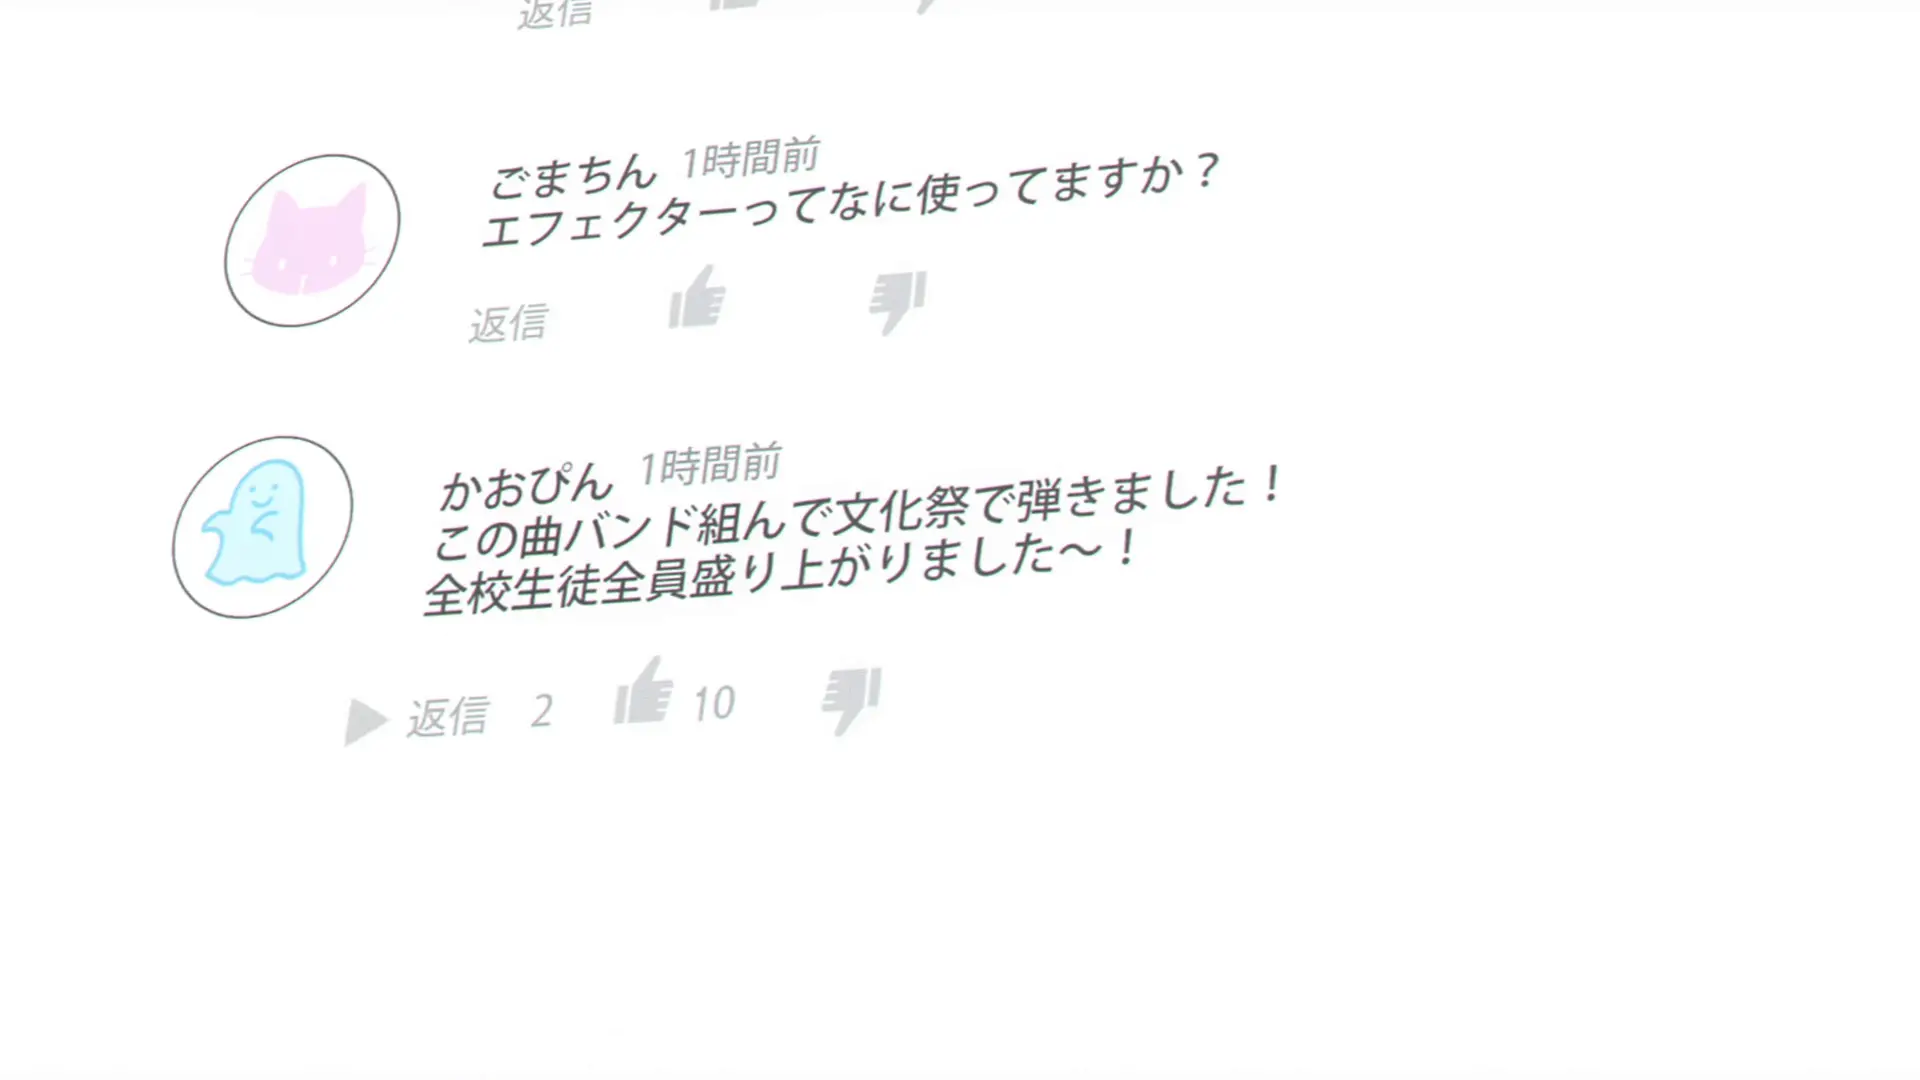 返信
ごまちん 1時間前
エフェクターってなに使ってますか？
返信
かおぴん 1時間前
この曲バンド組んで文化祭で弾きました！
全校生徒全員盛り上がりました～！
返信 2 10